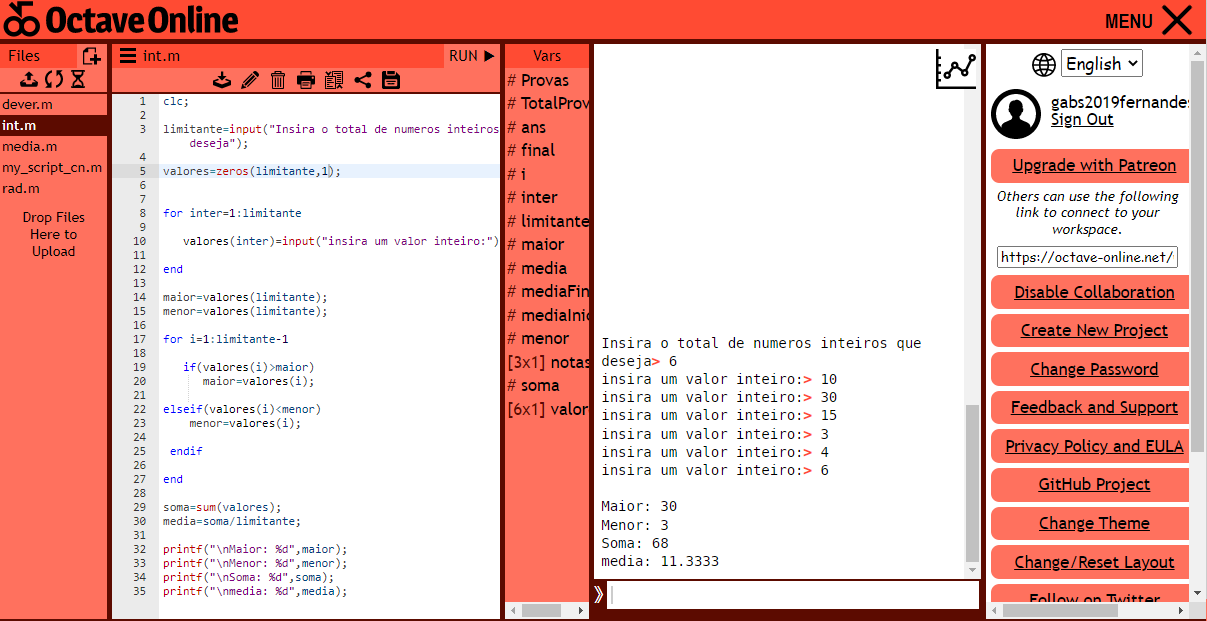 Octave Online
MENU
Files
dever.m
int.m
media.m
my_script_cn.m
rad.m
Drop Files
Here to
Upload
int.m
RUN
1 clc;
2
3 limitante=input("Insira o total de numeros inteiros
deseja");
4
5 valores=zeros(limitante,1);
6
7
8 for inter=1:limitante
9
10 valores(inter)=input("insira um valor inteiro:")
11
12 end
13
14 maior=valores(limitante);
15 menor=valores(limitante);
16
17 for i=1:limitante-1
18
19 if(valores(i)>maior)
20 maior=valores(i);
21
22 elseif(valores(i)<menor)
23 menor=valores(i);
24
25 endif
26
27 end
28
29 soma=sum(valores);
30 media=soma/limitante;
31
32 printf("\nMaior: %d",maior);
33 printf("\nMenor: %d",menor);
34 printf("\nSoma: %d",soma);
35 printf("\nmedia: %d",media);
Vars
# Provas
# TotalProv
# ans
# final
# i
# inter
# limitante
# maior
# media
# mediaFin
# mediaInic
# menor
[3x1] notas
# soma
[6x1] valor
Insira o total de numeros inteiros que
deseja> 6
insira um valor inteiro:> 10
insira um valor inteiro:> 30
insira um valor inteiro:> 15
insira um valor inteiro:> 3
insira um valor inteiro:> 4
insira um valor inteiro:> 6
Maior: 30
Menor: 3
Soma: 68
media: 11.3333
English
gabs2019fernandes
Sign Out
Upgrade with Patreon
Others can use the following
link to connect to your
workspace.
https://octave-online.net/
Disable Collaboration
Create New Project
Change Password
Feedback and Support
Privacy Policy and EULA
GitHub Project
Change Theme
Change/Reset Layout
Follow on Twitter